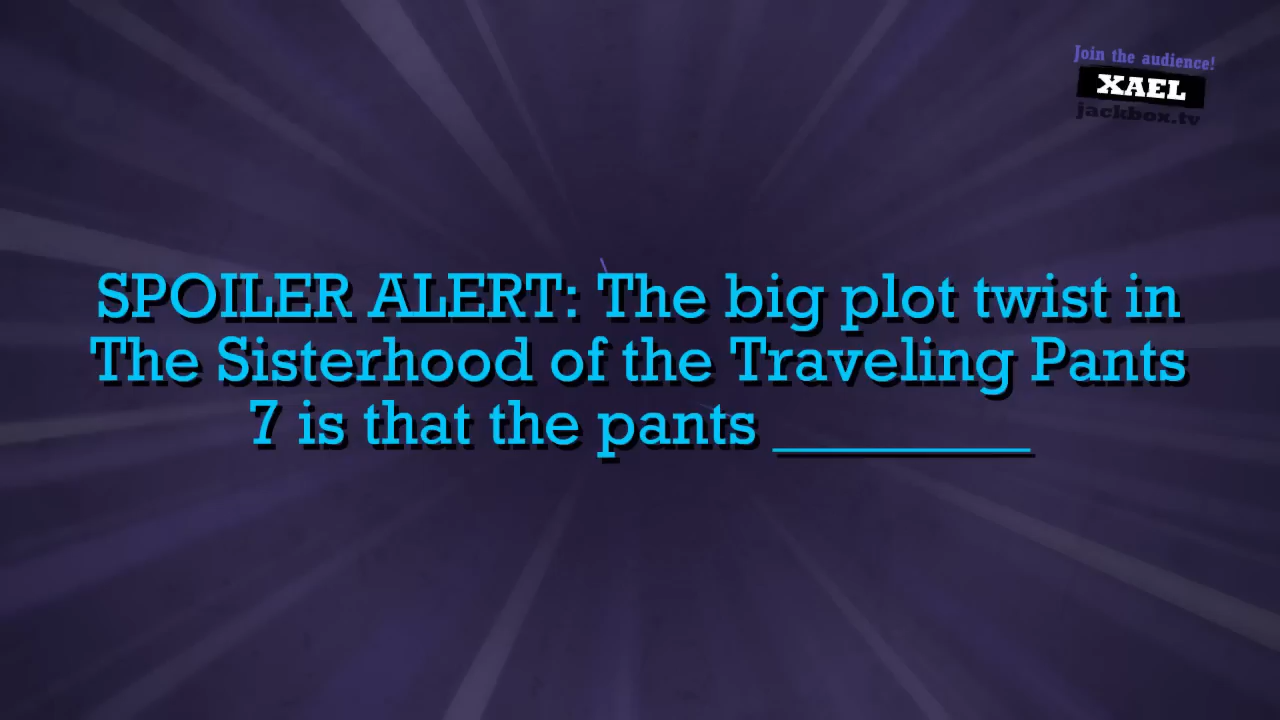 Join the audience!
XAEL
jackbox.tv
SPOILER ALERT: The big plot twist in
The Sisterhood of the Traveling Pants
7 is that the pants __________